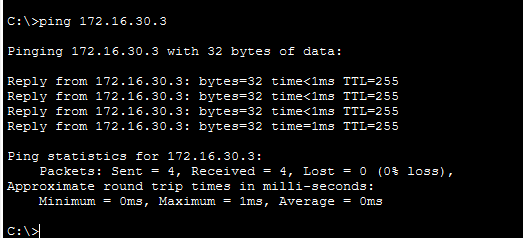 C:\>ping 172.16.30.3
Pinging 172.16.30.3 with 32 bytes of data:
Reply from 172.16.30.3: bytes=32 time<1ms TTL=255
Reply from 172.16.30.3: bytes=32 time<1ms TTL=255
Reply from 172.16.30.3: bytes=32 time<1ms TTL=255
Reply from 172.16.30.3: bytes=32 time=1ms TTL=255
Ping statistics for 172.16.30.3:
    Packets: Sent = 4, Received = 4, Lost = 0 (0% loss),
Approximate round trip times in milli-seconds:
    Minimum = 0ms, Maximum = 1ms, Average = 0ms
C:\>